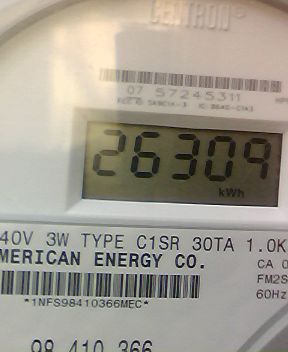 CENTRON®
07 57245311
26309
kWh
40V 3W TYPE C1SR 30TA 1.0K
MERICAN ENERGY CO.
CA 0
FM2S
60Hz
*1NFS98410366MEC*
98 410 366